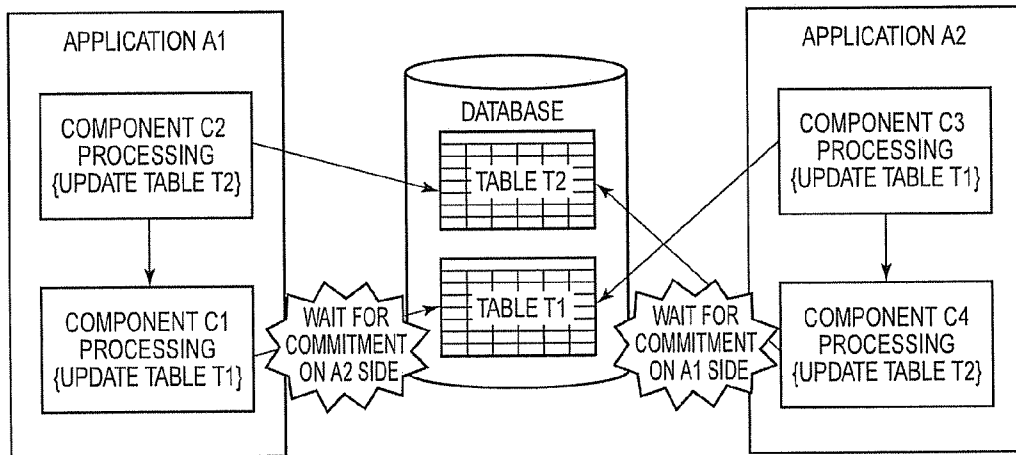 APPLICATION A1
COMPONENT C2
PROCESSING
{UPDATE TABLE T2}
COMPONENT C1
PROCESSING
{UPDATE TABLE T1}
WAIT FOR
COMMITMENT
ON A2 SIDE
DATABASE
TABLE T2
TABLE T1
WAIT FOR
COMMITMENT
ON A1 SIDE
APPLICATION A2
COMPONENT C3
PROCESSING
{UPDATE TABLE T1}
COMPONENT C4
PROCESSING
{UPDATE TABLE T2}